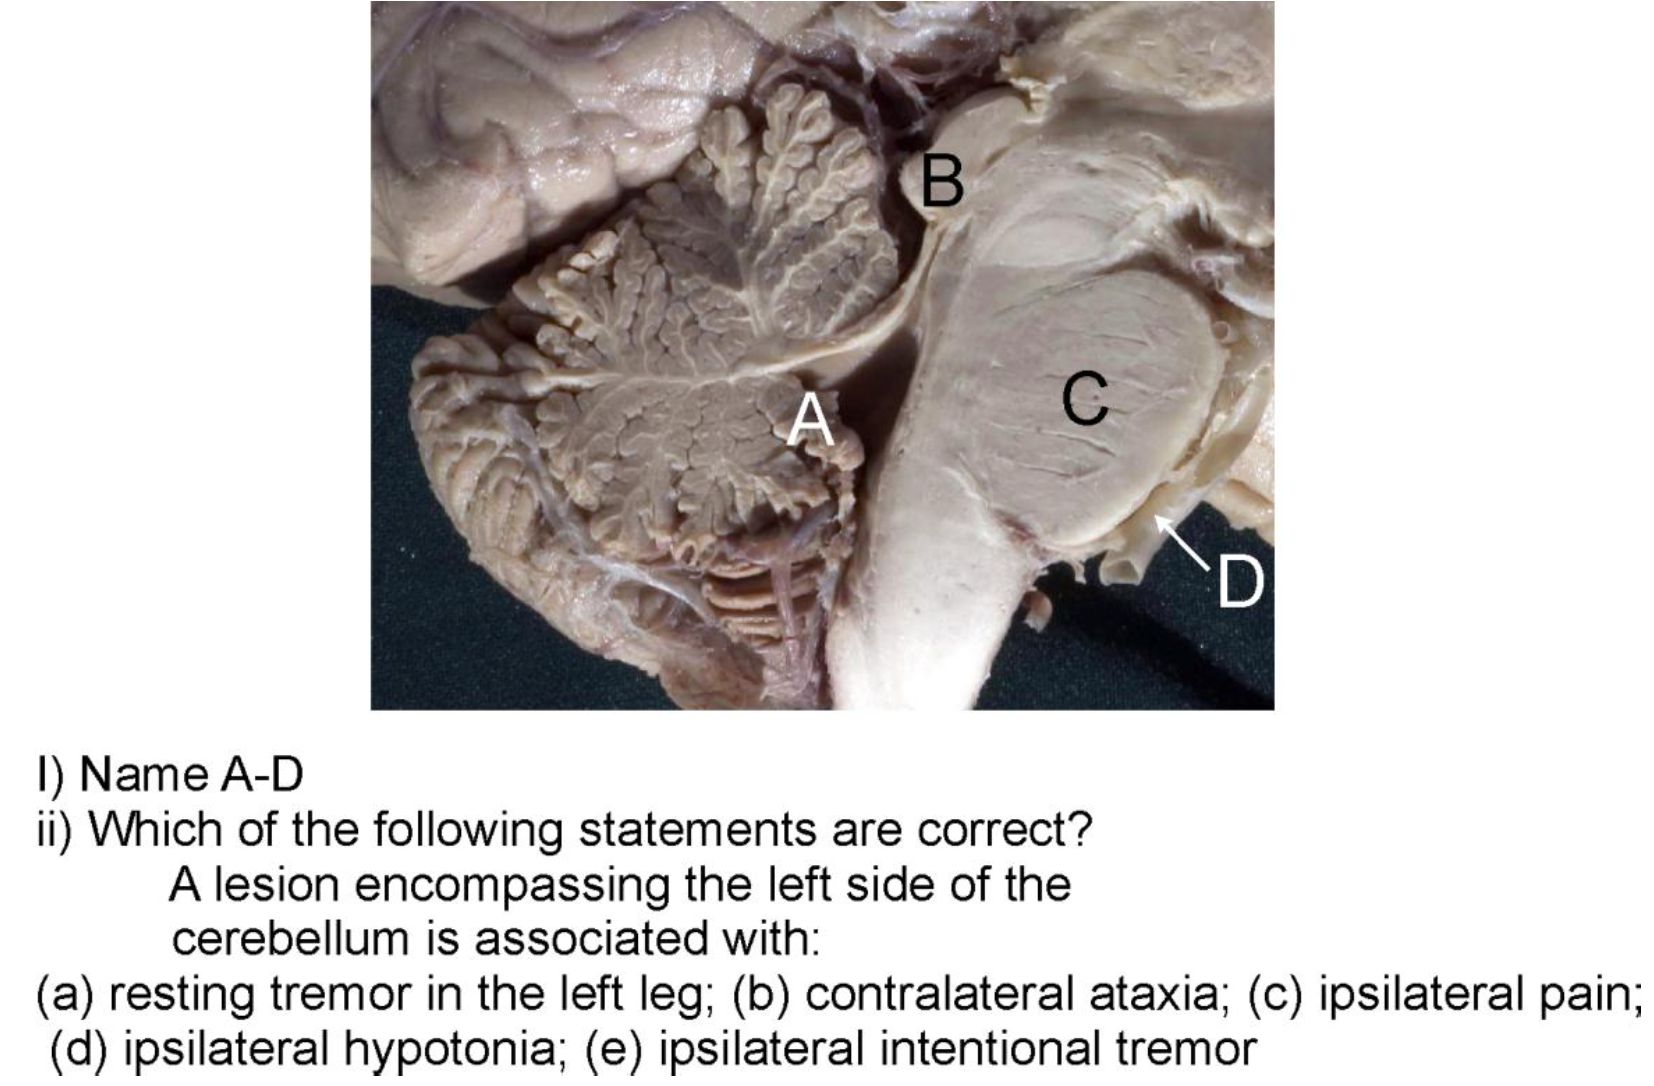 B
C
A
D
I) Name A-D
ii) Which of the following statements are correct?
A lesion encompassing the left side of the
cerebellum is associated with:
(a) resting tremor in the left leg; (b) contralateral ataxia; (c) ipsilateral pain;
(d) ipsilateral hypotonia; (e) ipsilateral intentional tremor